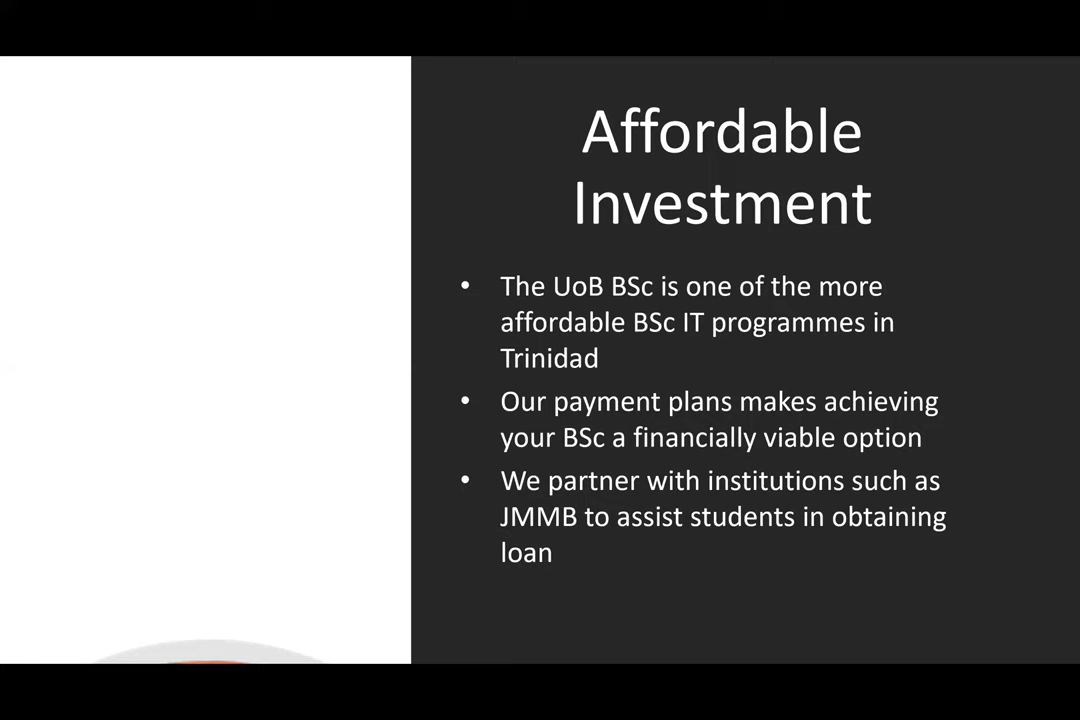 Affordable
Investment
• The UoB BSc is one of the more
affordable BSc IT programmes in
Trinidad
• Our payment plans makes achieving
your BSc a financially viable option
• We partner with institutions such as
JMMB to assist students in obtaining
loan